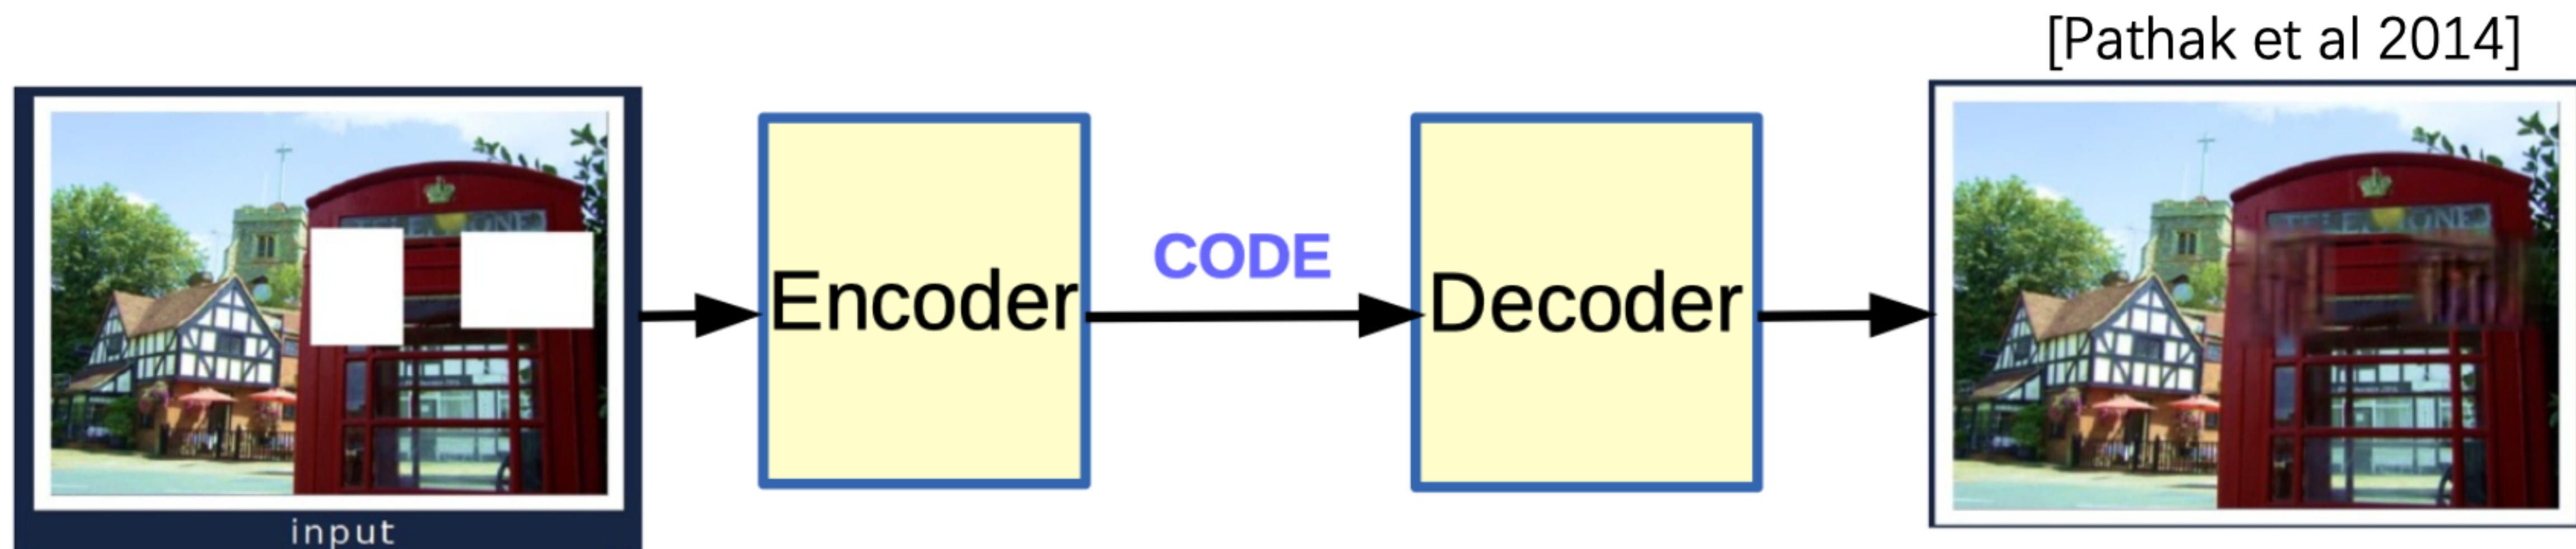 [Pathak et al 2014]
Encoder
CODE
Decoder
input